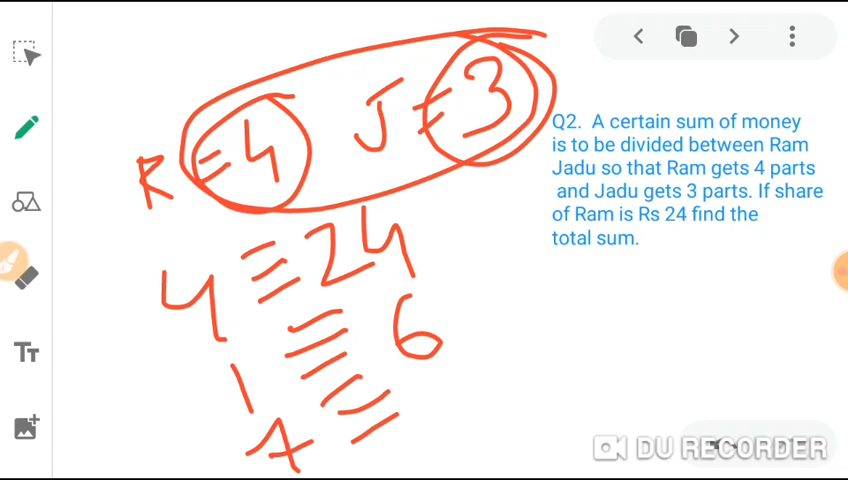 R = 4 J = 3
4 ≡ 24
1 ≡ 6
7 ≡
Q2. A certain sum of money
is to be divided between Ram
Jadu so that Ram gets 4 parts
and Jadu gets 3 parts. If share
of Ram is Rs 24 find the
total sum.
TT
DU RECORDER